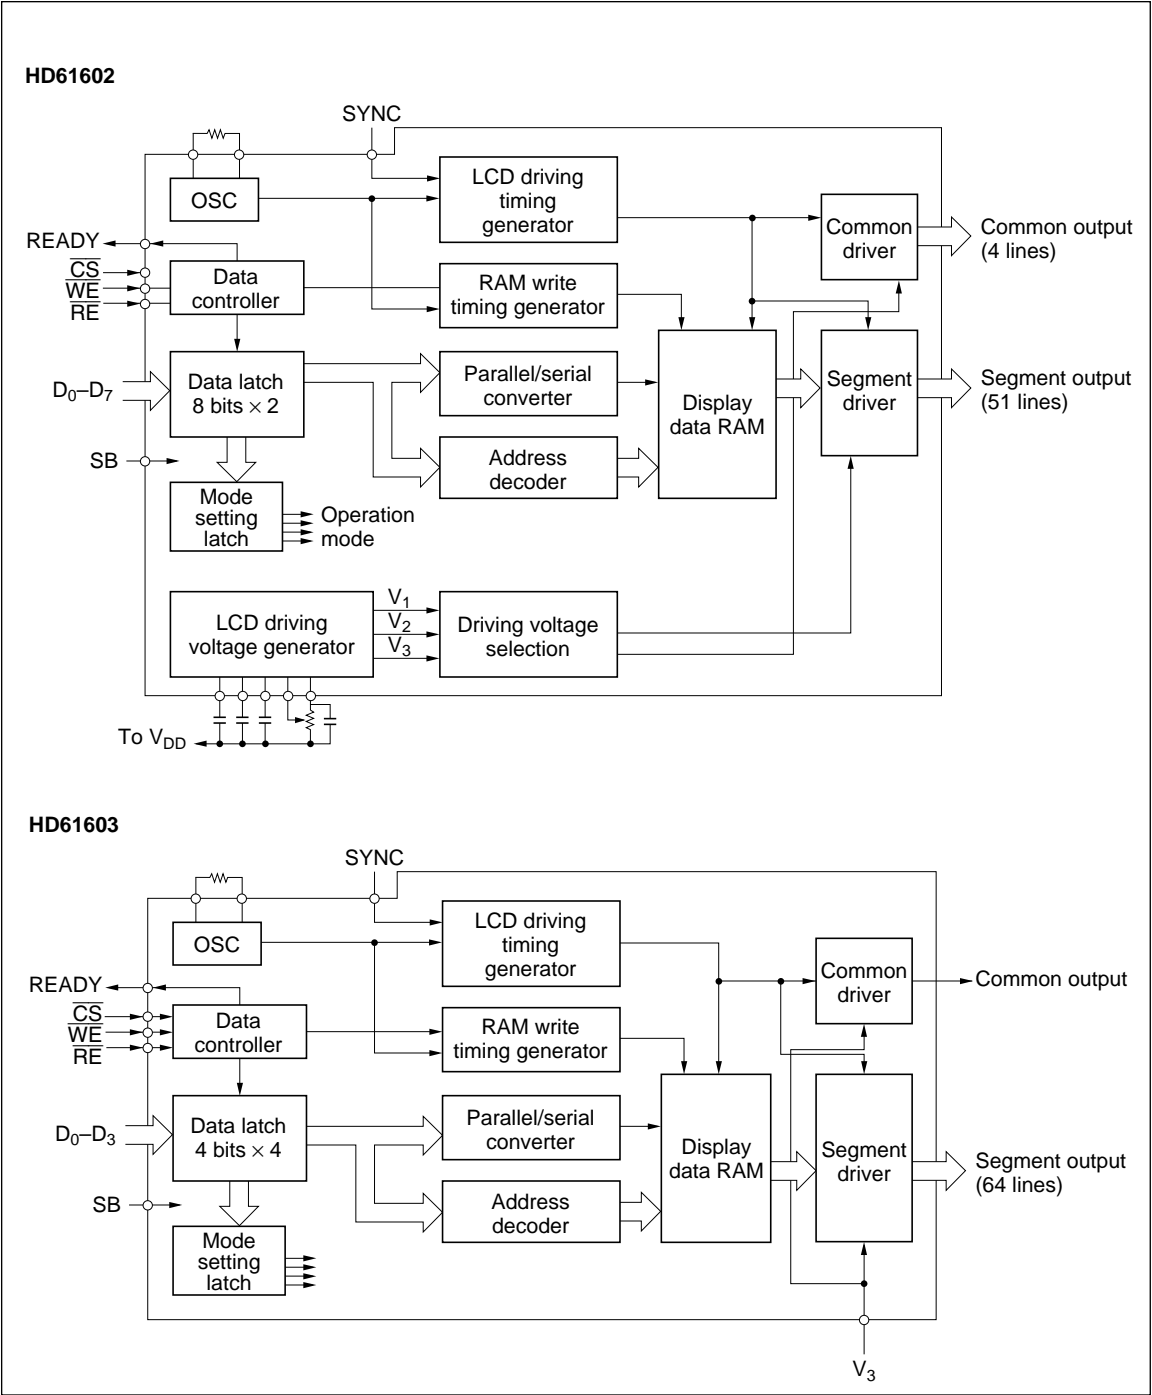 HD61602
SYNC
OSC
LCD driving
timing
generator
Common
driver
Common output
(4 lines)
READY
CS
WE
RE
Data
controller
RAM write
timing generator
D0–D7
Data latch
8 bits × 2
Parallel/serial
converter
Display
data RAM
Segment
driver
Segment output
(51 lines)
SB
Address
decoder
Mode
setting
latch
Operation
mode
LCD driving
voltage generator
V1
V2
V3
Driving voltage
selection
To VDD
HD61603
SYNC
OSC
LCD driving
timing
generator
Common
driver
Common output
READY
CS
WE
RE
Data
controller
RAM write
timing generator
D0–D3
Data latch
4 bits × 4
Parallel/serial
converter
Display
data RAM
Segment
driver
Segment output
(64 lines)
SB
Address
decoder
Mode
setting
latch
V3